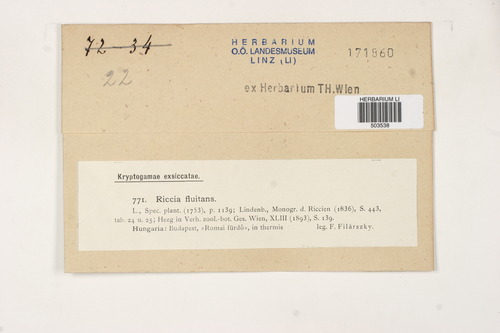 72-34
22
HERBARIUM
O.Ö. LANDESMUSEUM
LINZ (LI)
171960
ex Herbarium TH.Wien
HERBARIUM LI
503538
Kryptogamae exsiccatae.
771. Riccia fluitans.
L., Spec. plant. (1753), p. 1139; Lindenb., Monogr. d. Riccien (1836), S. 443,
tab. 24 u. 25; Heeg in Verh. zool.-bot. Ges. Wien, XLIII (1893), S. 139.
Hungaria: Budapest, »Romai fürdő«, in thermis leg. F. Filárszky.